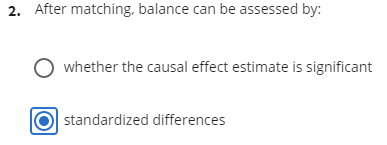 2. After matching, balance can be assessed by:
whether the causal effect estimate is significant
standardized differences